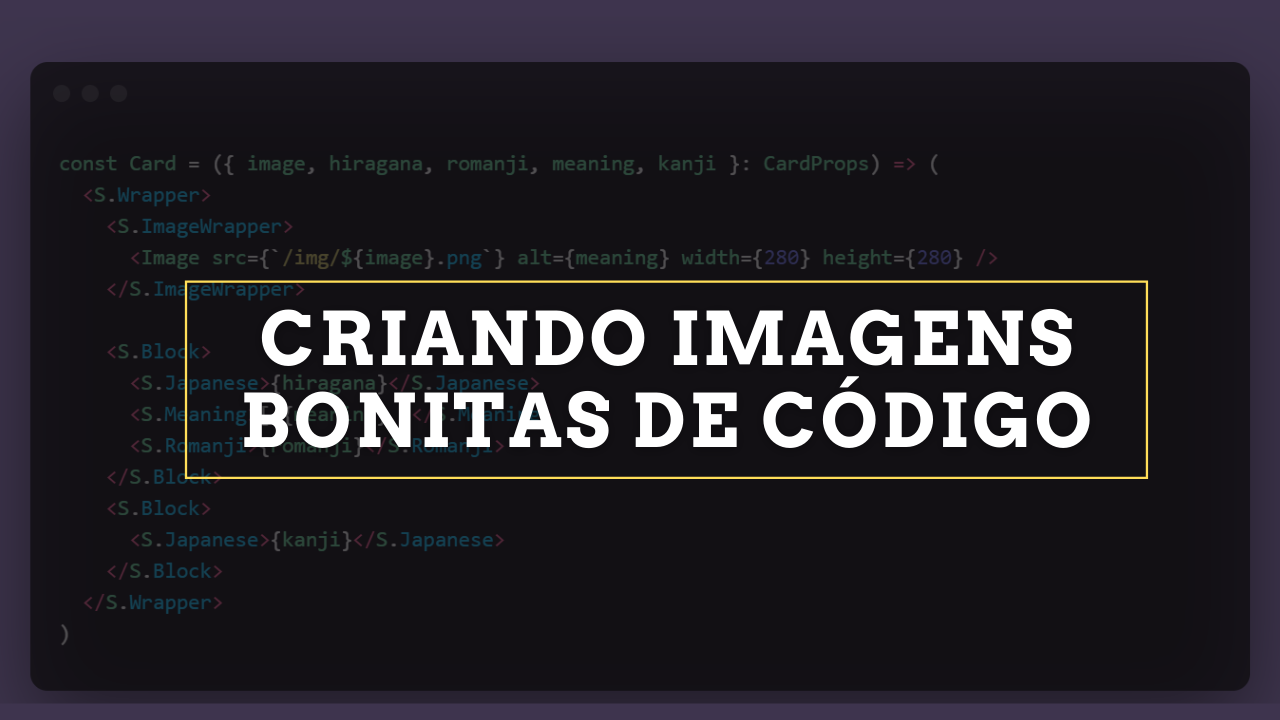 const Card = ({ image, hiragana, romanji, meaning, kanji }: CardProps) => (
<S.Wrapper>
<S.ImageWrapper>
<Image src={`/img/${image}.png`} alt={meaning} width={280} height={280} />
</S.ImageWrapper>
CRIANDO IMAGENS
<S.Block>
<S.Japanese>{hiragana}</S.Japanese>
BONITAS DE CÓDIGO
<S.Meaning
<S.Romanji>{romanji}</S.Romanji>
</S.Block>
<S.Block>
<S.Japanese>{kanji}</S.Japanese>
</S.Block>
</S.Wrapper>
)